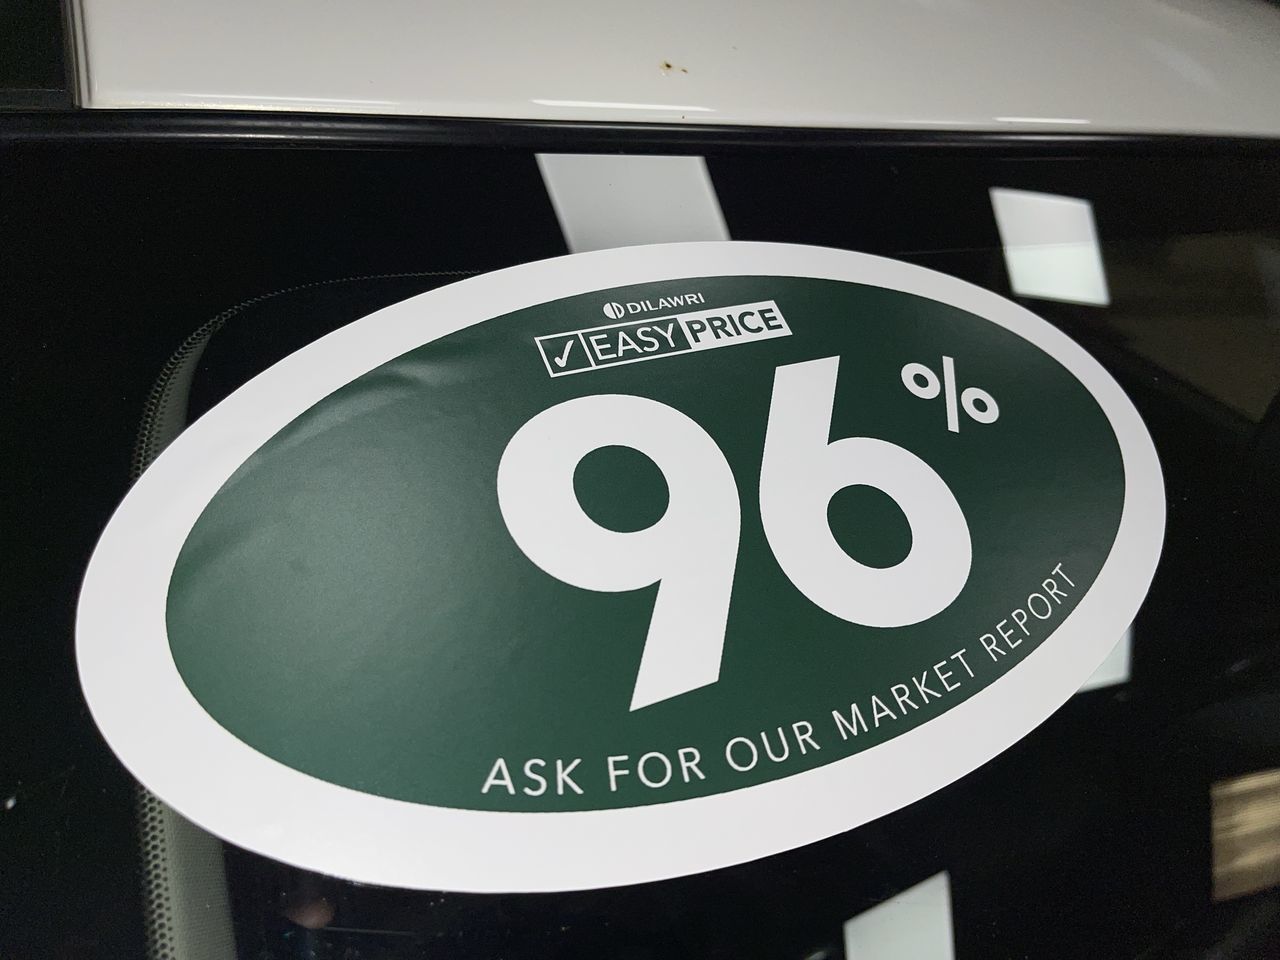 DILAWRI
✓ EASY PRICE
96%
ASK FOR OUR MARKET REPORT